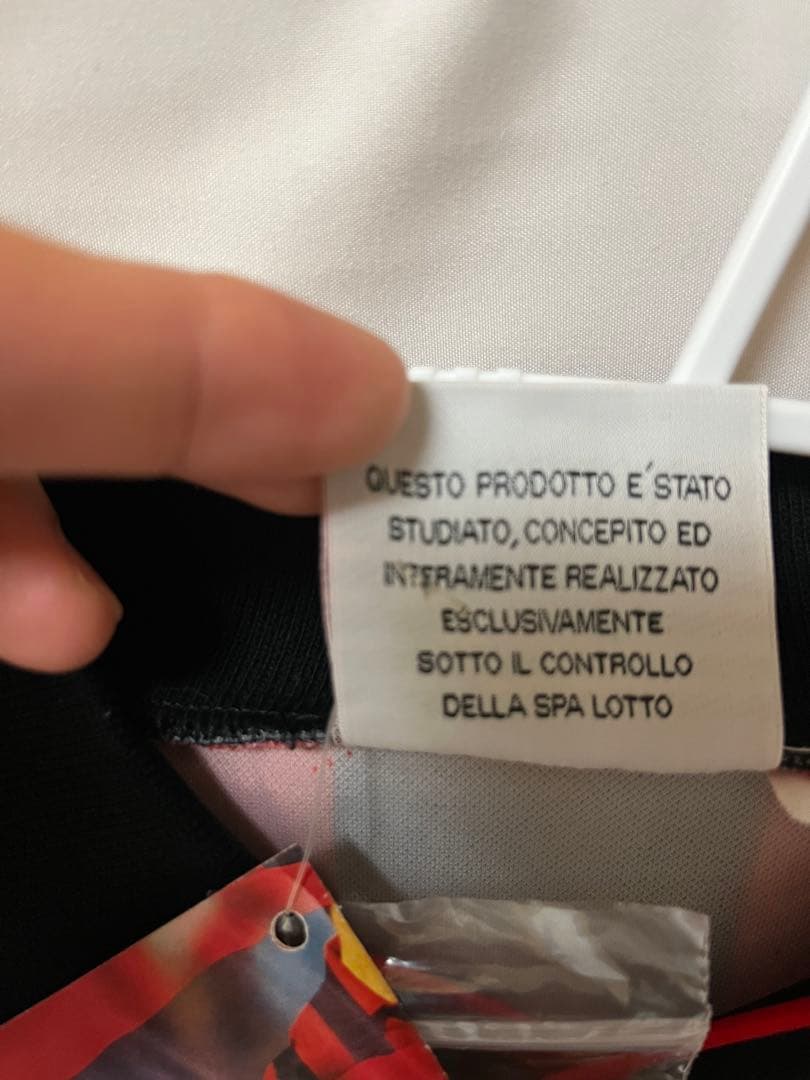 QUESTO PRODOTTO E´STATO
STUDIATO, CONCEPITO ED
INTERAMENTE REALIZZATO
ESCLUSIVAMENTE
SOTTO IL CONTROLLO
DELLA SPA LOTTO